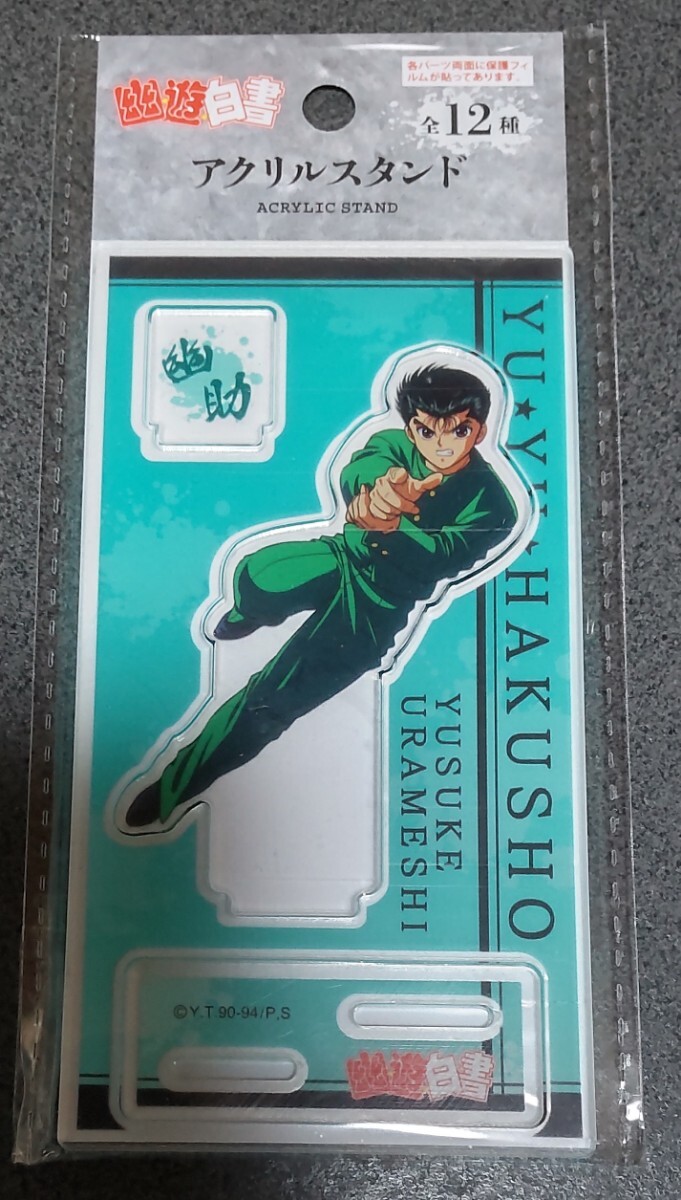 幽☆遊☆白書
各パーツ両面に保護フィ
ルムが貼ってあります。
全12種
アクリルスタンド
ACRYLIC STAND
幽助
YU★YU★HAKUSHO
YUSUKE
URAMESHI
©Y.T.90-94/P,S
幽☆遊☆白書